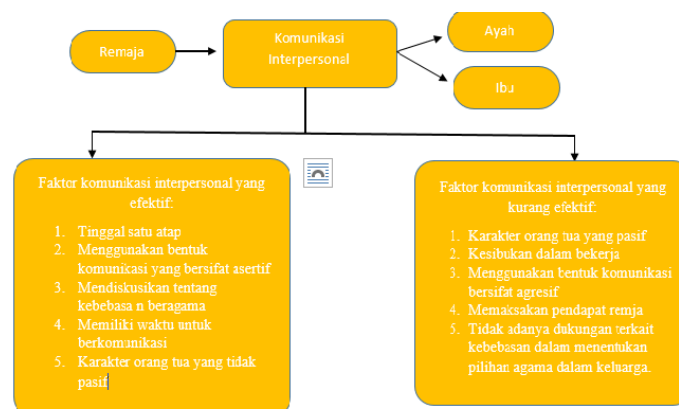 Remaja
Komunikasi
Interpersonal
Ayah
Ibu
Faktor komunikasi interpersonal yang
efektif:
1. Tinggal satu atap
2. Menggunakan bentuk
komunikasi yang bersifat asertif
3. Mendiskusikan tentang
kebebasa n beragama
4. Memiliki waktu untuk
berkomunikasi
5. Karakter orang tua yang tidak
pasif
Faktor komunikasi interpersonal yang
kurang efektif:
1. Karakter orang tua yang pasif
2. Kesibukan dalam bekerja
3. Menggunakan bentuk komunikasi
bersifat agresif
4. Memaksakan pendapat remja
5. Tidak adanya dukungan terkait
kebebasan dalam menentukan
pilihan agama dalam keluarga.